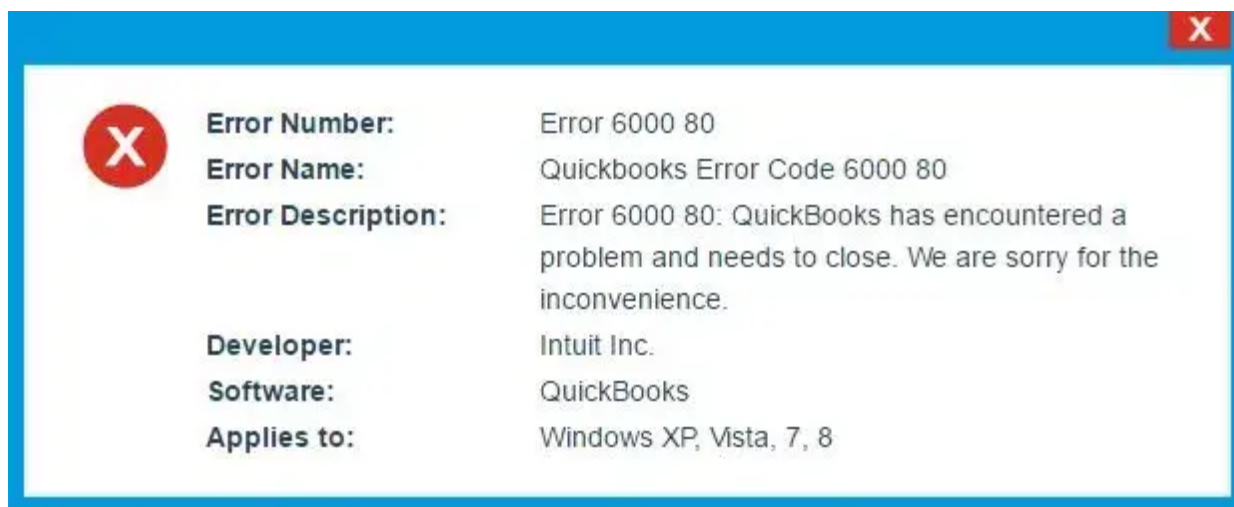 X
X
Error Number: Error 6000 80
Error Name: Quickbooks Error Code 6000 80
Error Description: Error 6000 80: QuickBooks has encountered a
problem and needs to close. We are sorry for the
inconvenience.
Developer: Intuit Inc.
Software: QuickBooks
Applies to: Windows XP, Vista, 7, 8